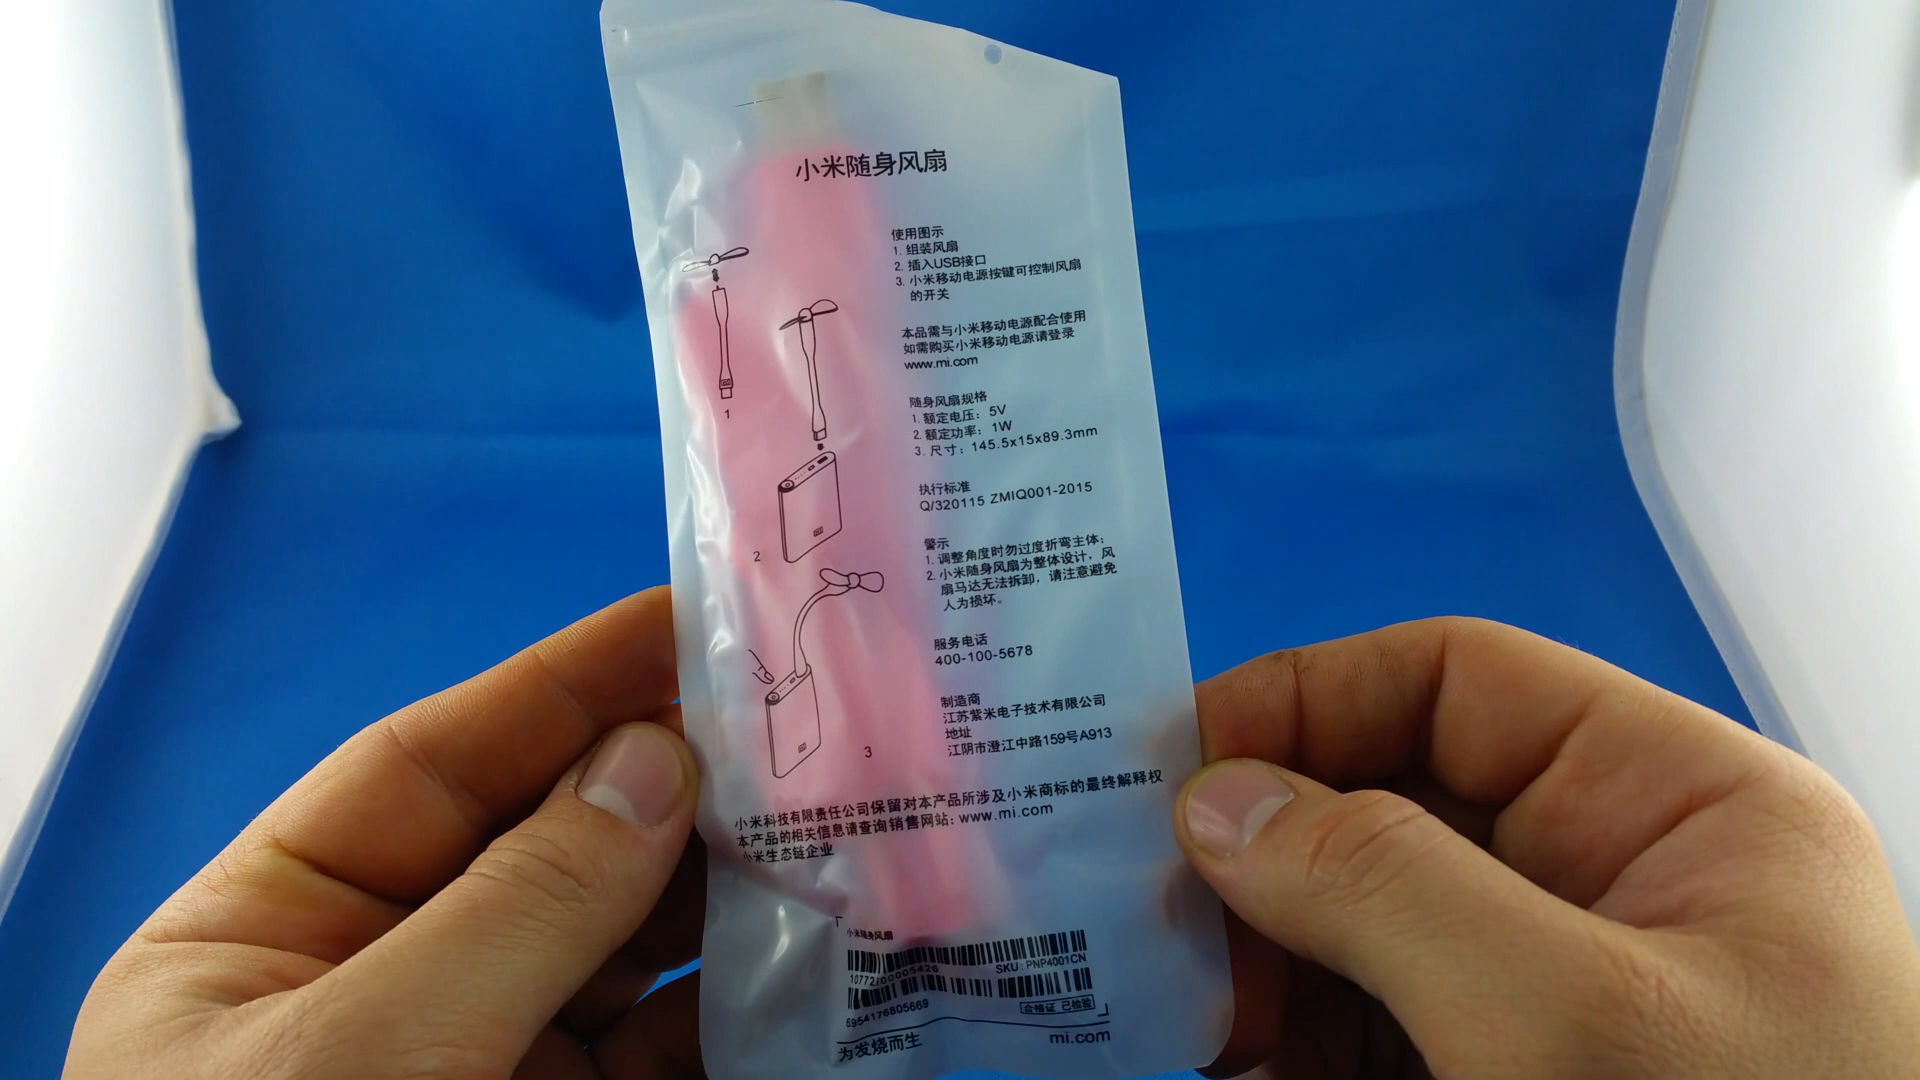 小米随身风扇
使用图示
1. 组装风扇
2. 插入USB接口
3. 小米移动电源按键可控制风扇
的开关
本品需与小米移动电源配合使用
如需购买小米移动电源请登录
www.mi.com
随身风扇规格
1. 额定电压：5V
2. 额定功率：1W
3. 尺寸：145.5x15x89.3mm
执行标准
Q/320115 ZMIQ001-2015
警示
1. 调整角度时勿过度折弯主体；
2. 小米随身风扇为整体设计，风
扇马达无法拆卸，请注意避免
人为损坏。
服务电话
400-100-5678
制造商
江苏紫米电子技术有限公司
地址
江阴市澄江中路159号A913
1
2
3
小米科技有限责任公司保留对本产品所涉及小米商标的最终解释权
本产品的相关信息请查询销售网站：www.mi.com
小米生态链企业
小米随身风扇
10772/00005426
SKU: PNP4001CN
6954176805669
合格证 已检验
为发烧而生
mi.com